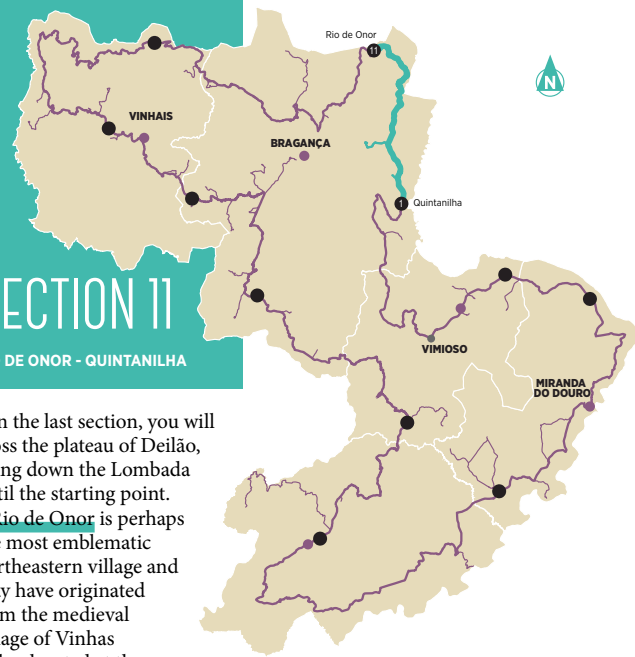 Rio de Onor
11
N
VINHAIS
BRAGANÇA
1
Quintanilha
ECTION 11
DE ONOR - QUINTANILHA
VIMIOSO
MIRANDA
DO DOURO
n the last section, you will
oss the plateau of Deilão,
ing down the Lombada
til the starting point.
Rio de Onor is perhaps
e most emblematic
rtheastern village and
y have originated
m the medieval
lage of Vinhas